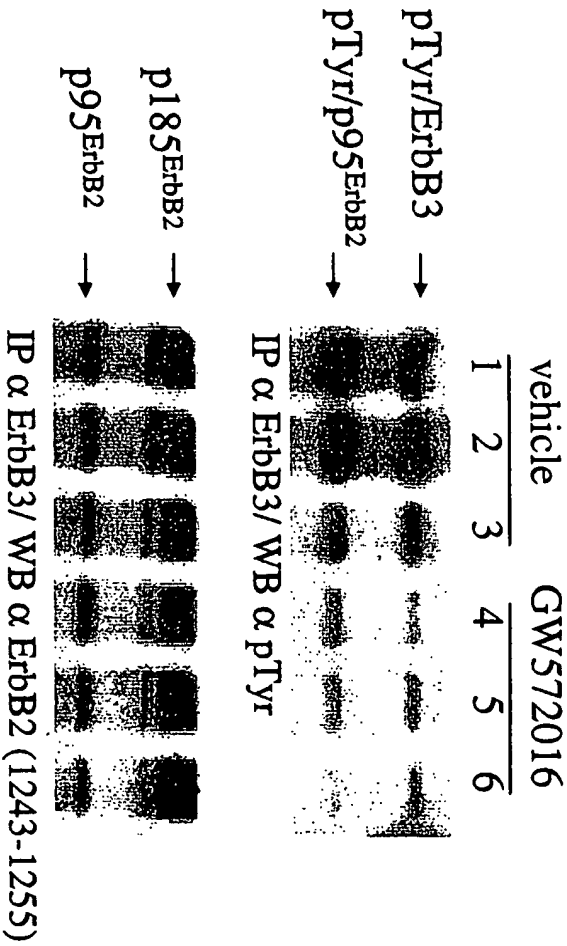 vehicle GW572016
1 2 3 4 5 6
pTyr/ErbB3
pTyr/p95ErbB2
IP α ErbB3/ WB α pTyr
p185ErbB2
p95ErbB2
IP α ErbB3/ WB α ErbB2 (1243-1255)